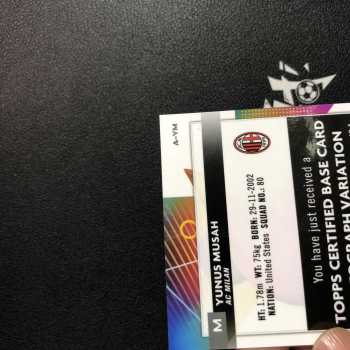 A-YM
M
YUNUS MUSAH
AC MILAN
HT: 1.78m WT: 75kg BORN: 29-11-2002
NATION: United States SQUAD NO.: 80
You have just received a
TOPPS CERTIFIED BASE CARD
OGRAPH VARIATION